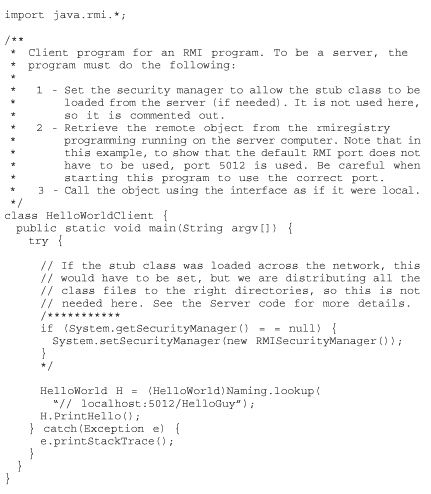 import java.rmi.*;
/**
 *  Client program for an RMI program. To be a server, the
 *  program must do the following:
 *
 *   1 - Set the security manager to allow the stub class to be
 *       loaded from the server (if needded). It is not used here,
 *       so it is commented out.
 *   2 - Retrieve the remote object from the rmiregistry
 *       programming running on the server computer. Note that in
 *       this example, to show that the default RMI port does not
 *       have to be used, port 5012 is used. Be careful when
 *       starting this program to use the correct port.
 *   3 - Call the object using the interface as if it were local.
 */
class HelloWorldClient {
  public static void main(String argv[]) {
    try {
      // If the stub class was loaded across the network, this
      // would have to be set, but we are distributing all the
      // class files to the right directories, so this is not
      // needed here. See the Server code for more details.
      /***********
      if (System.getSecurityManager() = = null) {
        System.setSecurityManager(new RMISecurityManager());
      }
      */
      HelloWorld H = (HelloWorld)Naming.lookup(
        "// localhost:5012/HelloGuy");
      H.PrintHello();
    } catch(Exception e) {
      e.printStackTrace();
    }
  }
}